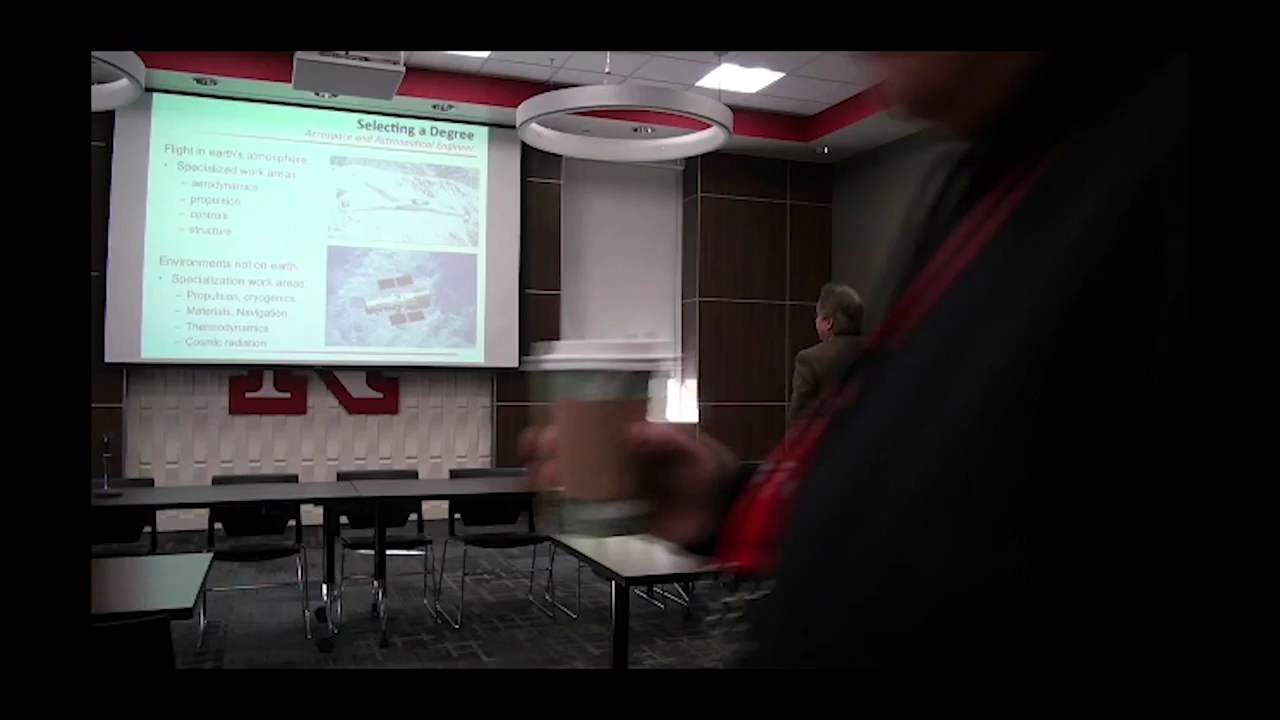 Selecting a Degree
Aerospace and Astronautical Engineer
Flight in earth's atmosphere.
• Specialized work areas
– aerodynamics
– propulsion
– controls
– structure
Environments not on earth.
• Specialization work areas:
– Propulsion, cryogenics
– Materials, Navigation
– Thermodynamics
– Cosmic radiation